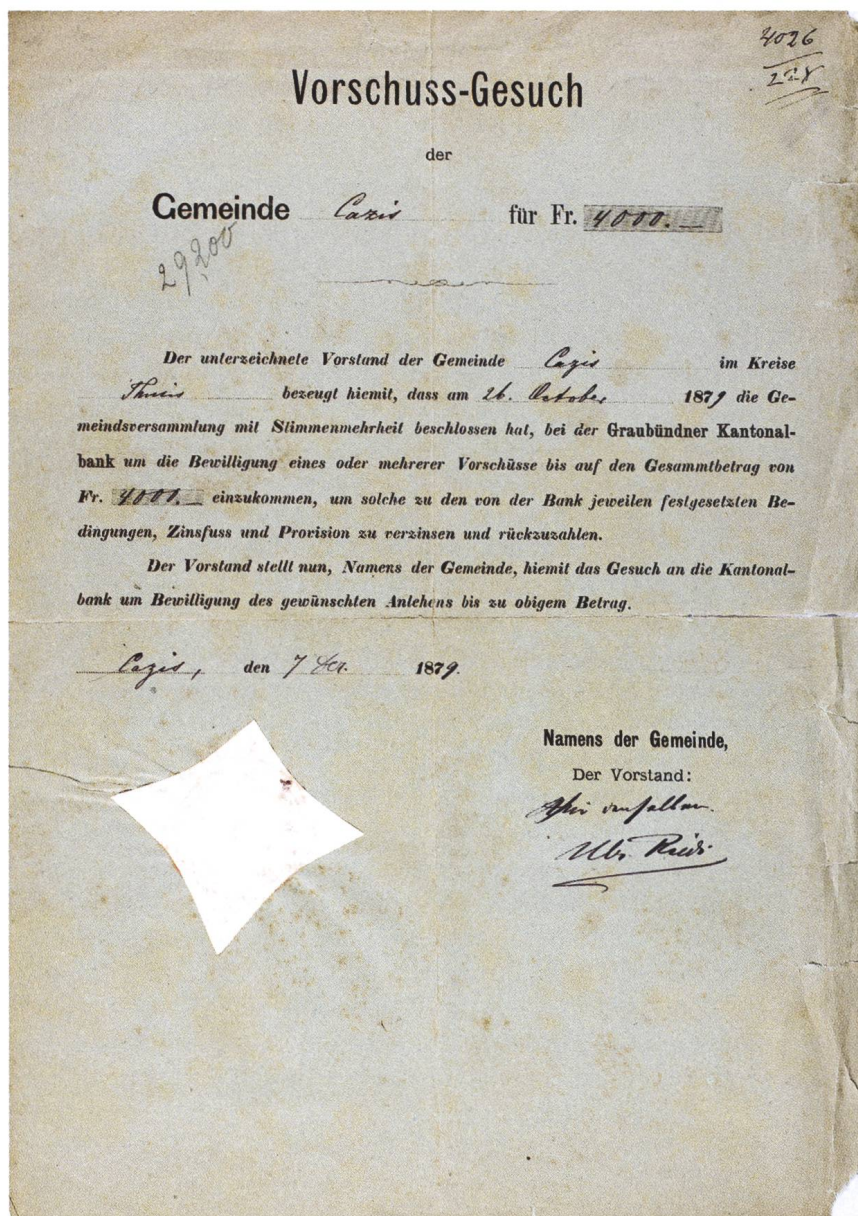 4026
Vorschuss-Gesuch
der
Gemeinde Cazis für Fr. 4000. —
29,200
Der unterzeichnete Vorstand der Gemeinde Cazis im Kreise
Thusis bezeugt hiemit, dass am 26. October 1879 die Ge-
meindsversammlung mit Stimmenmehrheit beschlossen hat, bei der Graubündner Kantonal-
bank um die Bewilligung eines oder mehrerer Vorschüsse bis auf den Gesammtbetrag von
Fr. 4000. — einzukommen, um solche zu den von der Bank jeweilen festgesetzten Be-
dingungen, Zinsfuss und Provision zu verzinsen und rückzuzahlen.
Der Vorstand stellt nun, Namens der Gemeinde, hiemit das Gesuch an die Kantonal-
bank um Bewilligung des gewünschten Anlehens bis zu obigem Betrag.
Cazis, den 7 1879.
Namens der Gemeinde,
Der Vorstand:
Riedi